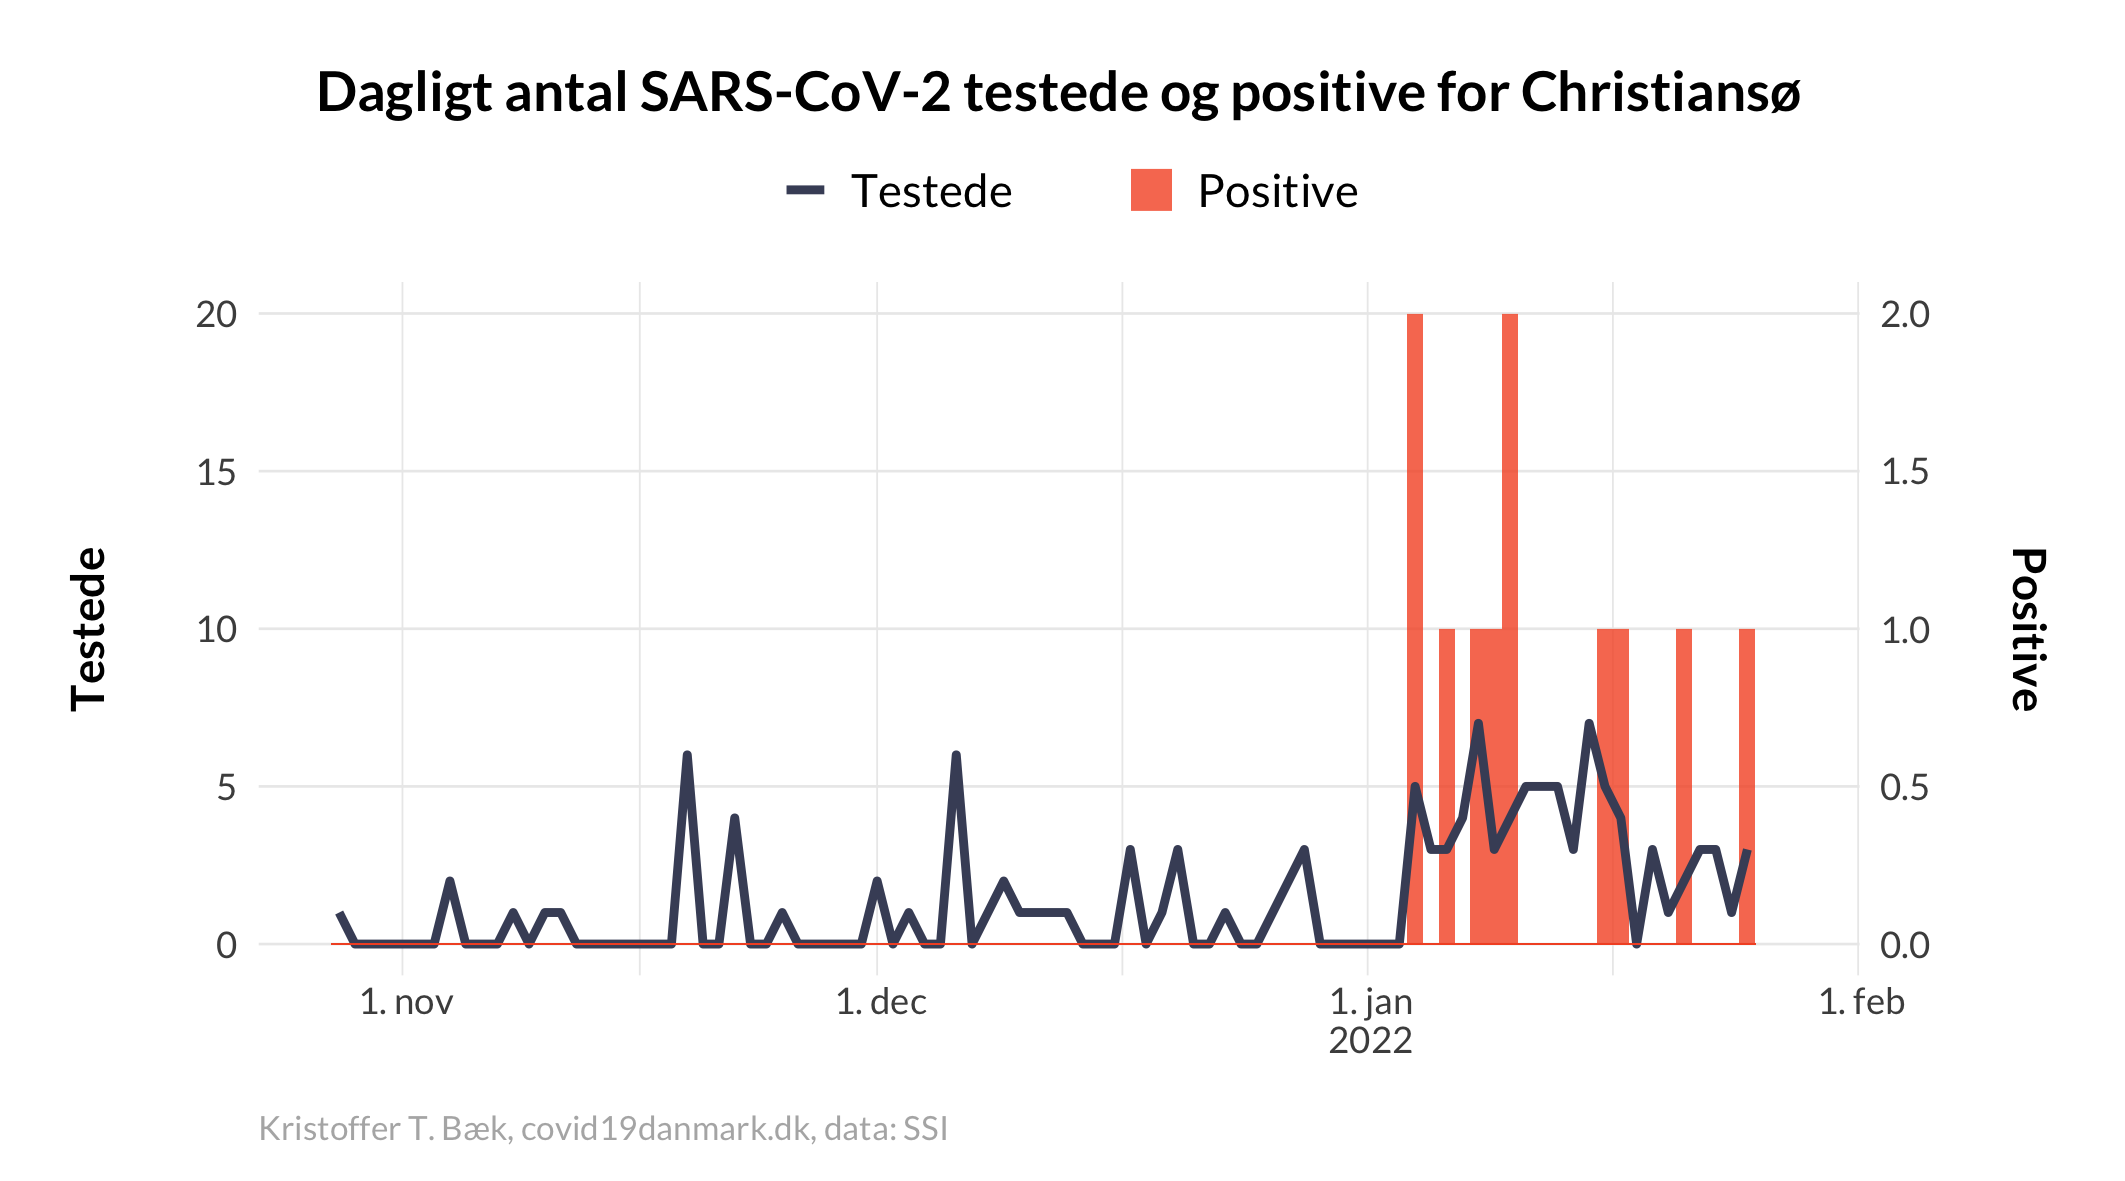 Dagligt antal SARS-CoV-2 testede og positive for Christiansø
Testede
Positive
20
15
10
5
0
Testede
2.0
1.5
1.0
0.5
0.0
Positive
1. nov
1. dec
1. jan
2022
1. feb
Kristoffer T. Bæk, covid19danmark.dk, data: SSI